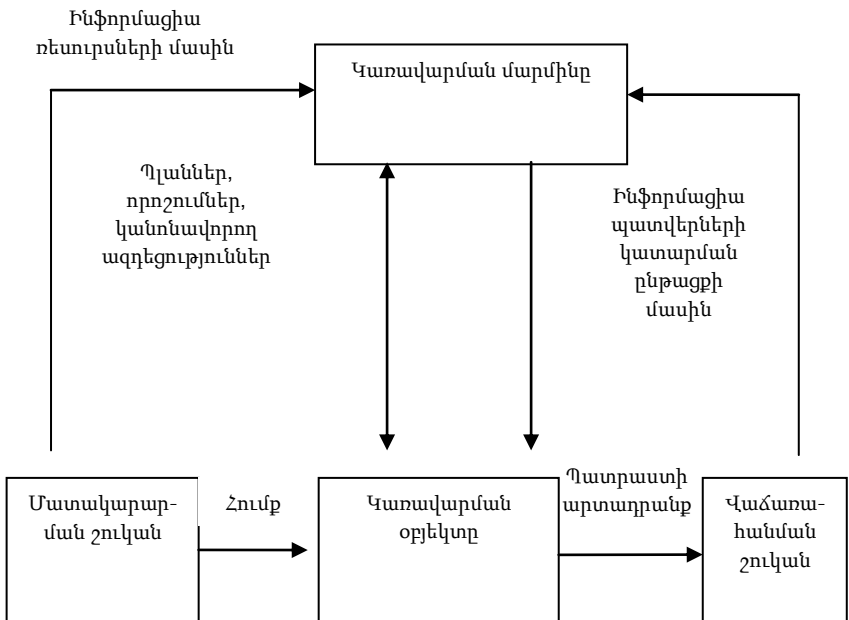 Ինֆորմացիա
ռեսուրսների մասին
Կառավարման մարմինը
Պլաններ,
որոշումներ,
կանոնավորող
ազդեցություններ
Ինֆորմացիա
պատվերների
կատարման
ընթացքի
մասին
Մատակարար-
ման շուկան
Հումք
Կառավարման
օբյեկտը
Պատրաստի
արտադրանք
Վաճառա-
հանման
շուկան